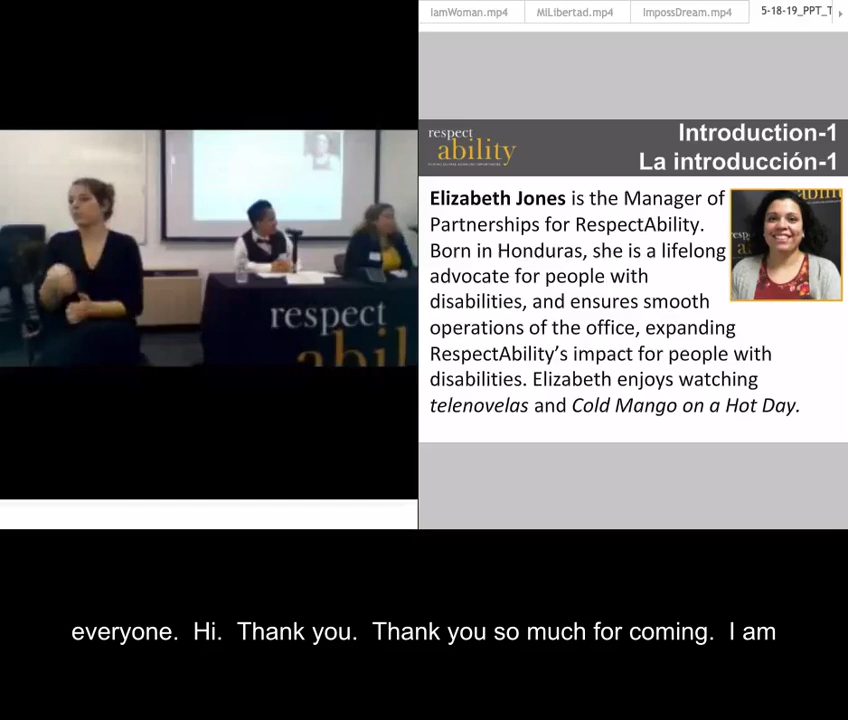 IamWoman.mp4
MiLibertad.mp4
ImpossDream.mp4
5-18-19_PPT_T
respect
ability
Introduction-1
La introducción-1
Elizabeth Jones is the Manager of
Partnerships for RespectAbility.
Born in Honduras, she is a lifelong
advocate for people with
disabilities, and ensures smooth
operations of the office, expanding
RespectAbility’s impact for people with
disabilities. Elizabeth enjoys watching
telenovelas and Cold Mango on a Hot Day.
respect
abil
everyone. Hi. Thank you. Thank you so much for coming. I am